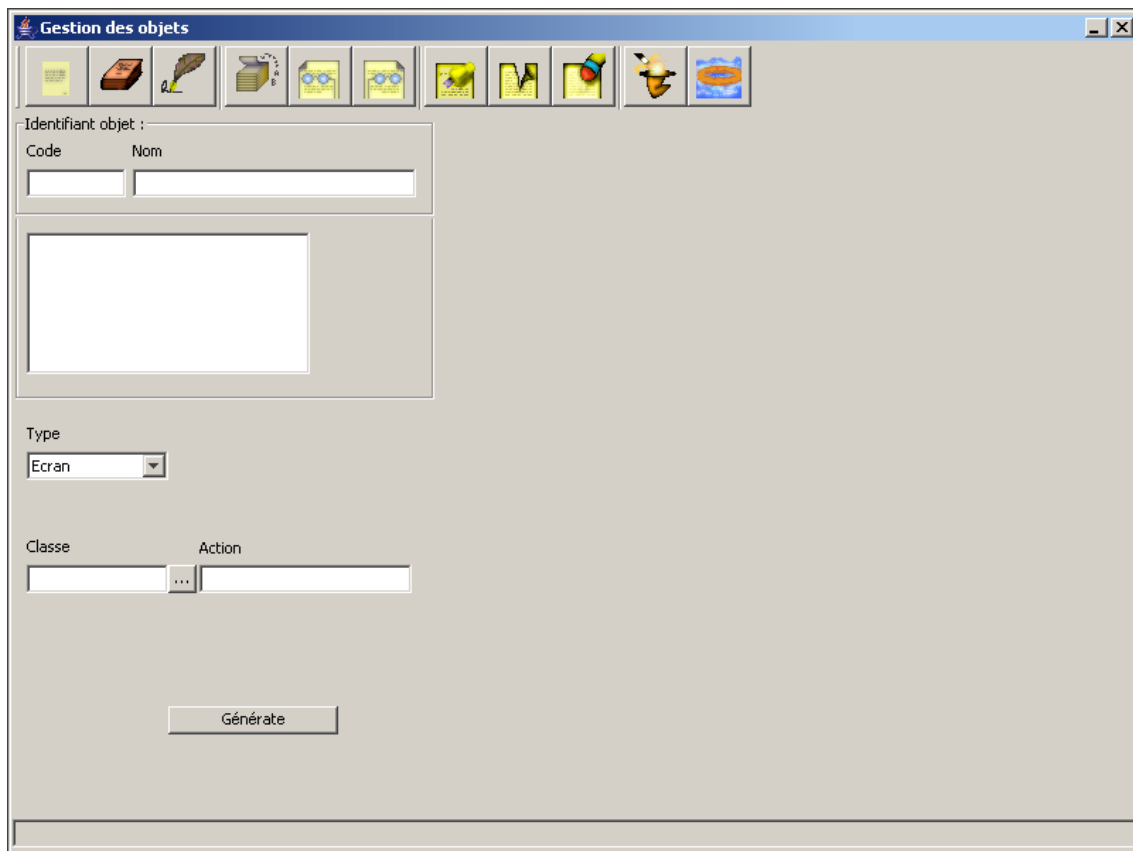 Gestion des objets
Identifiant objet :
Code Nom
Type
Ecran
Classe Action
...
Générate